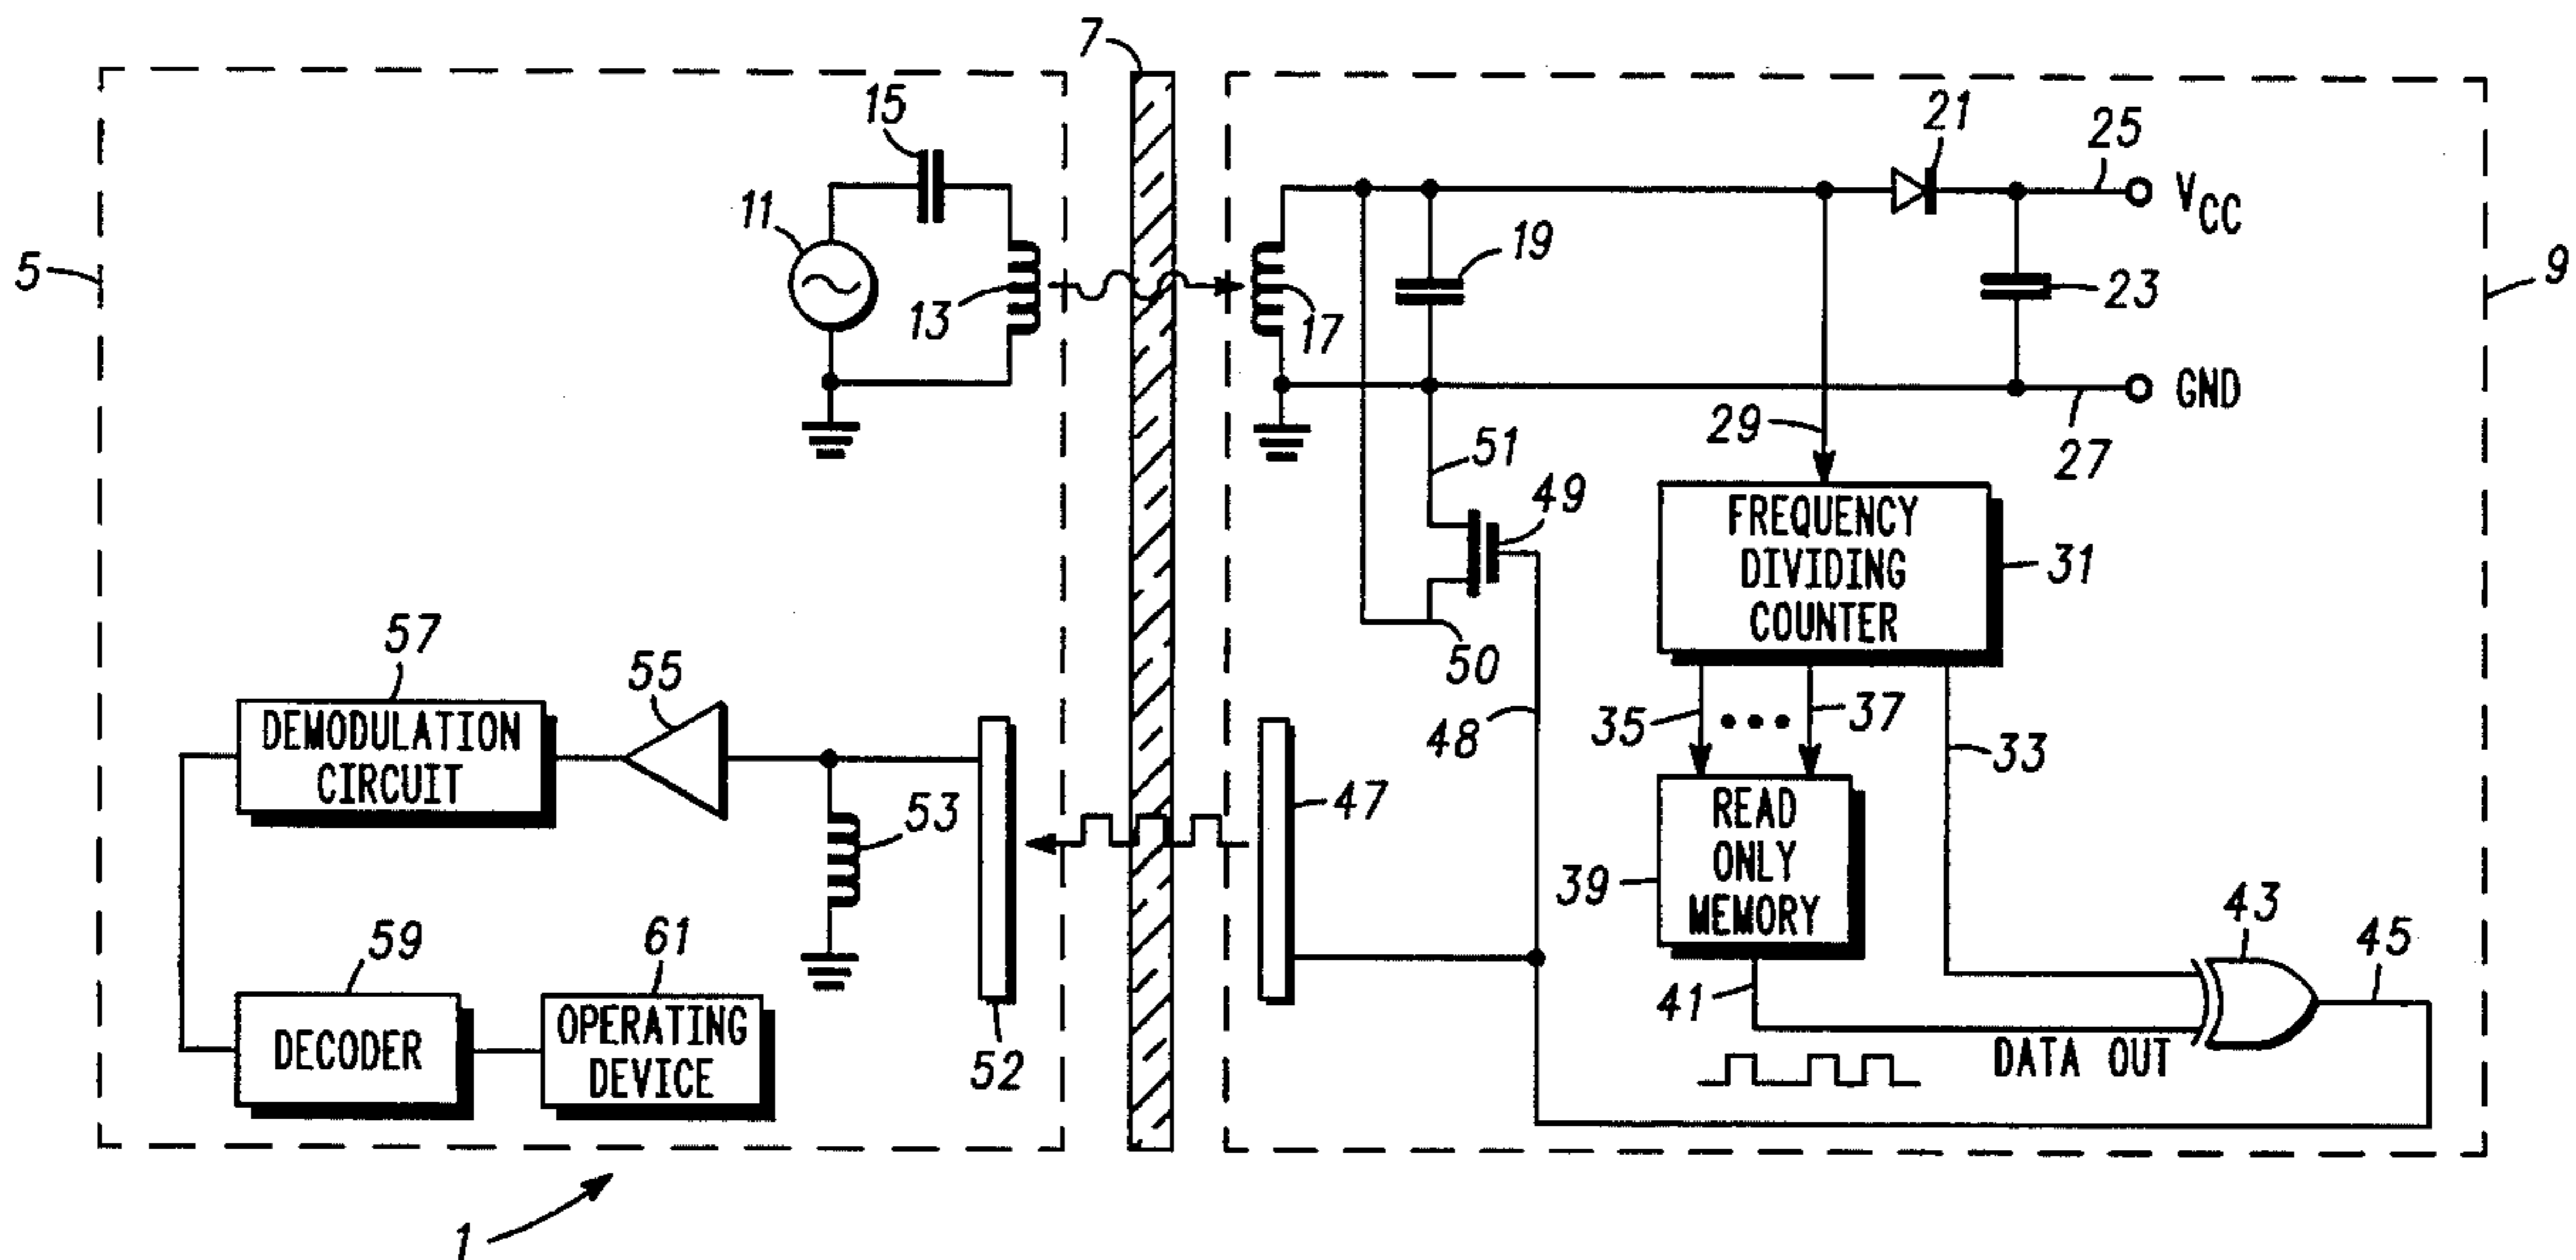 7
5
15
11
13
17
19
21
25
VCC
23
9
GND
27
29
51
49
FREQUENCY
DIVIDING
COUNTER
31
50
48
35
37
33
57
DEMODULATION
CIRCUIT
55
53
52
47
READ
ONLY
MEMORY
39
41
DATA OUT
43
45
59
DECODER
61
OPERATING
DEVICE
1